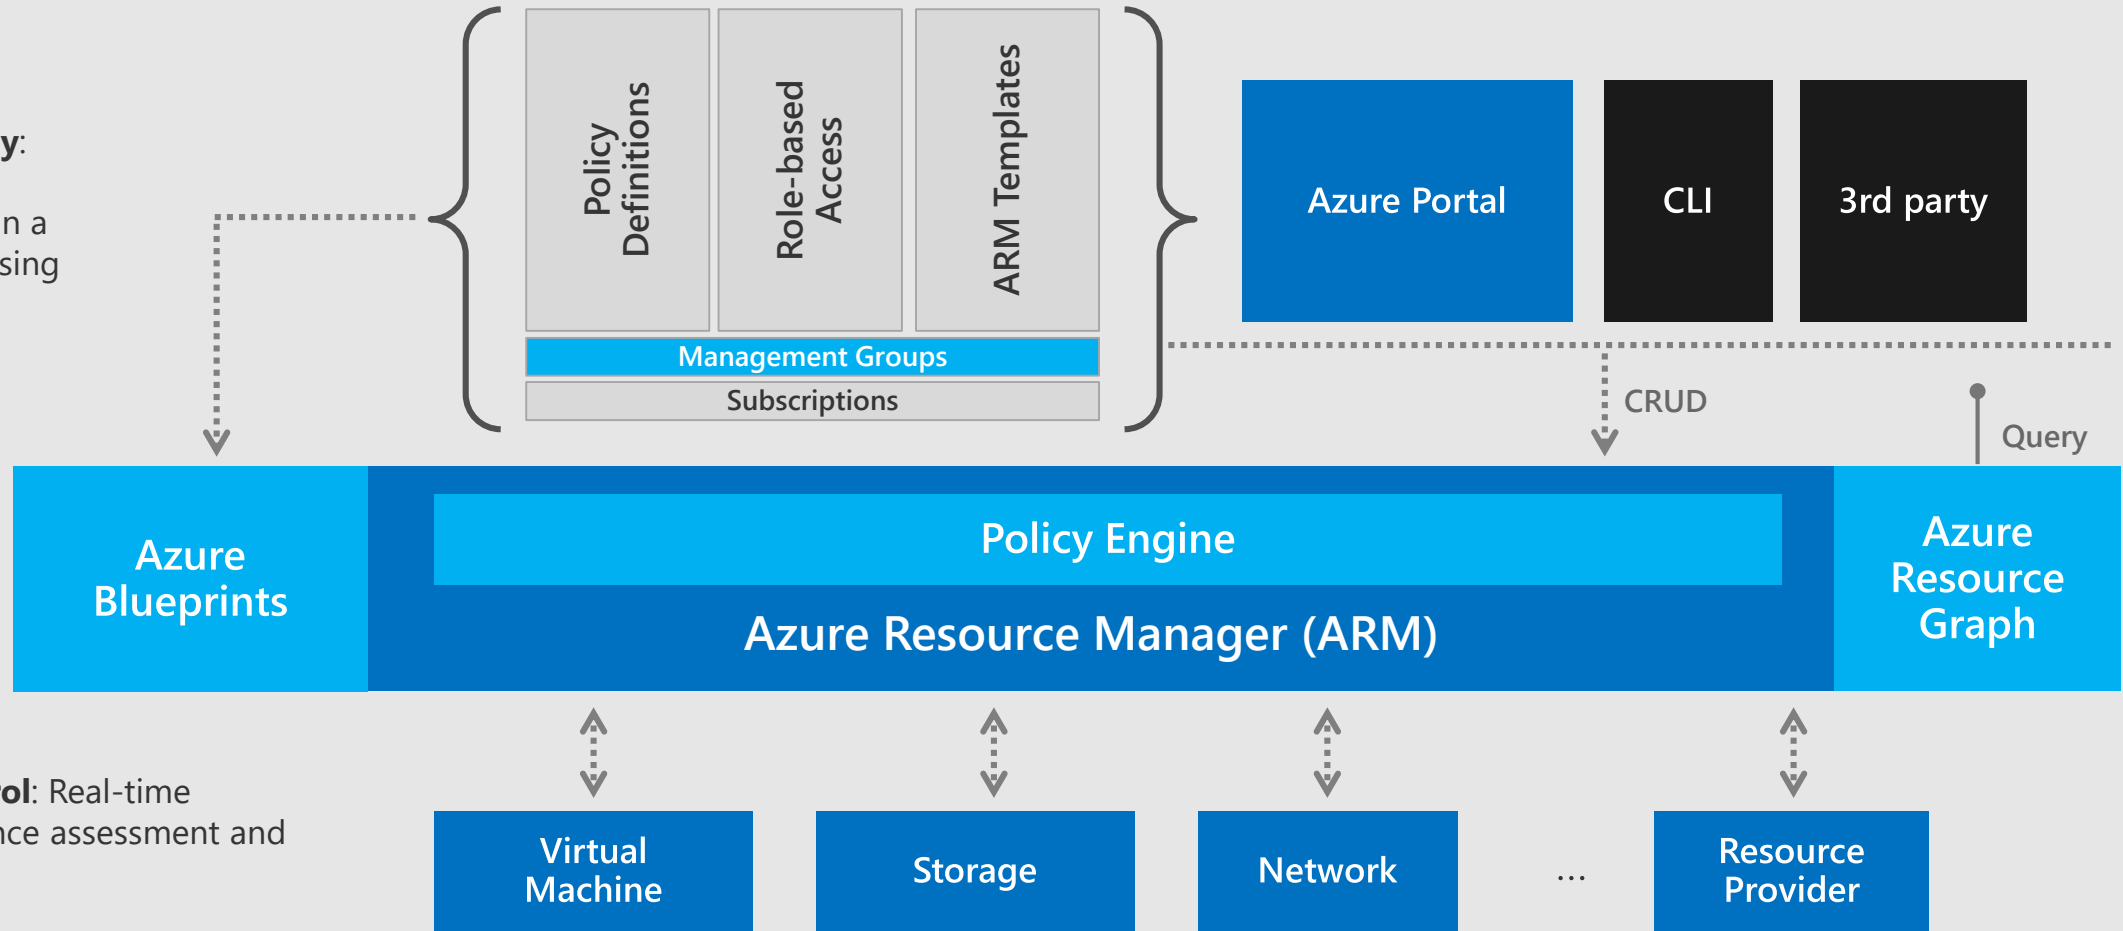 y:
n a
sing
Policy
Definitions
Role-based
Access
ARM Templates
Management Groups
Subscriptions
Azure Portal
CLI
3rd party
CRUD
Query
Azure
Blueprints
Policy Engine
Azure Resource Manager (ARM)
Azure
Resource
Graph
rol: Real-time
nce assessment and
Virtual
Machine
Storage
Network
...
Resource
Provider